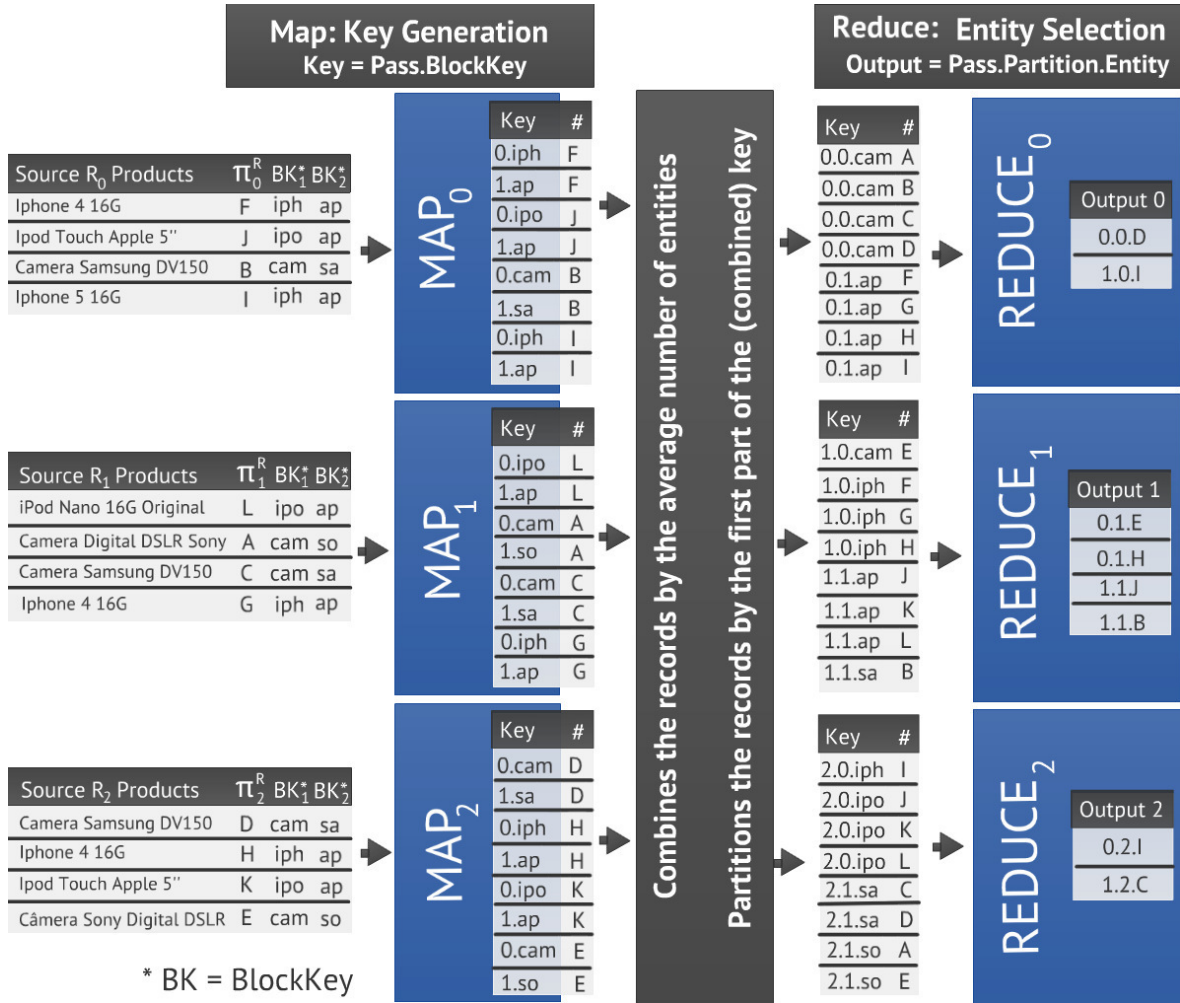 Map: Key Generation
Key = Pass.BlockKey
Reduce: Entity Selection
Output = Pass.Partition.Entity
Source R0 Products π0R BK1* BK2*
Iphone 4 16G F iph ap
Ipod Touch Apple 5'' J ipo ap
Camera Samsung DV150 B cam sa
Iphone 5 16G I iph ap
MAP0
Key #
0.iph F
1.ap F
0.ipo J
1.ap J
0.cam B
1.sa B
0.iph I
1.ap I
Source R1 Products π1R BK1* BK2*
iPod Nano 16G Original L ipo ap
Camera Digital DSLR Sony A cam so
Camera Samsung DV150 C cam sa
Iphone 4 16G G iph ap
MAP1
Key #
0.ipo L
1.ap L
0.cam A
1.so A
0.cam C
1.sa C
0.iph G
1.ap G
Source R2 Products π2R BK1* BK2*
Camera Samsung DV150 D cam sa
Iphone 4 16G H iph ap
Ipod Touch Apple 5'' K ipo ap
Câmera Sony Digital DSLR E cam so
* BK = BlockKey
MAP2
Key #
0.cam D
1.sa D
0.iph H
1.ap H
0.ipo K
1.ap K
0.cam E
1.so E
Combines the records by the average number of entities
Partitions the records by the first part of the (combined) key
Key #
0.0.cam A
0.0.cam B
0.0.cam C
0.0.cam D
0.1.ap F
0.1.ap G
0.1.ap H
0.1.ap I
REDUCE0
Output 0
0.0.D
1.0.I
Key #
1.0.cam E
1.0.iph F
1.0.iph G
1.0.iph H
1.1.ap J
1.1.ap K
1.1.ap L
1.1.sa B
REDUCE1
Output 1
0.1.E
0.1.H
1.1.J
1.1.B
Key #
2.0.iph I
2.0.ipo J
2.0.ipo K
2.0.ipo L
2.1.sa C
2.1.sa D
2.1.so A
2.1.so E
REDUCE2
Output 2
0.2.I
1.2.C